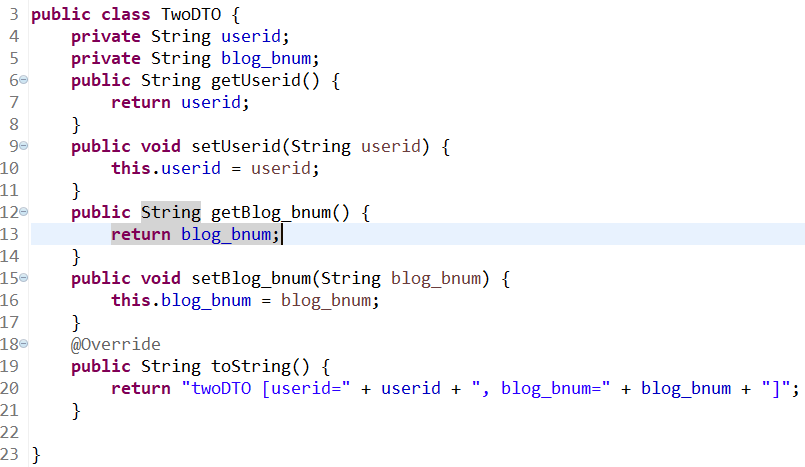 3 public class TwoDTO {
4     private String userid;
5     private String blog_bnum;
6     public String getUserid() {
7         return userid;
8     }
9     public void setUserid(String userid) {
10         this.userid = userid;
11     }
12     public String getBlog_bnum() {
13         return blog_bnum;
14     }
15     public void setBlog_bnum(String blog_bnum) {
16         this.blog_bnum = blog_bnum;
17     }
18     @Override
19     public String toString() {
20         return "twoDTO [userid=" + userid + ", blog_bnum=" + blog_bnum + "]";
21     }
22
23 }